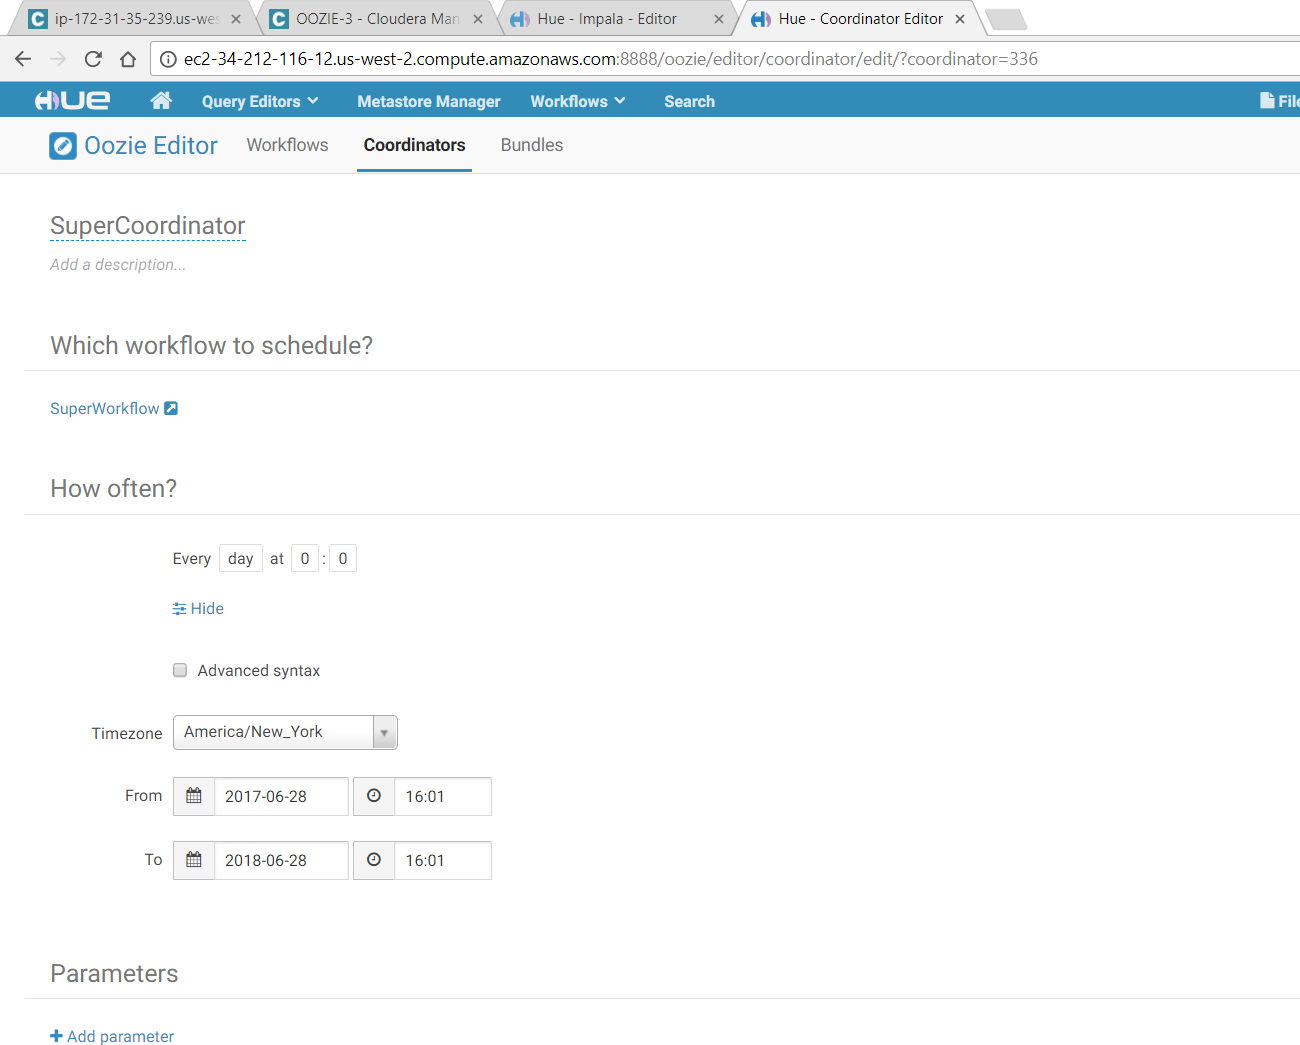 ip-172-31-35-239.us-wes
OOZIE-3 - Cloudera Man
Hue - Impala - Editor
Hue - Coordinator Editor
ec2-34-212-116-12.us-west-2.compute.amazonaws.com:8888/oozie/editor/coordinator/edit/?coordinator=336
HUE Query Editors Metastore Manager Workflows Search File
Oozie Editor Workflows Coordinators Bundles
SuperCoordinator
Add a description...
Which workflow to schedule?
SuperWorkflow
How often?
Every day at 0 : 0
Hide
Advanced syntax
Timezone America/New_York
From 2017-06-28 16:01
To 2018-06-28 16:01
Parameters
Add parameter